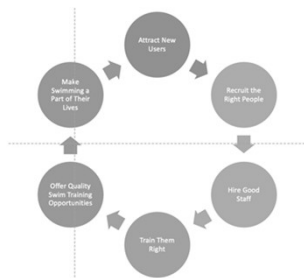 Attract New
Users
Recruit the
Right People
Hire Good
Staff
Train Them
Right
Offer Quality
Swim Training
Opportunities
Make
Swimming a
Part of Their
Lives